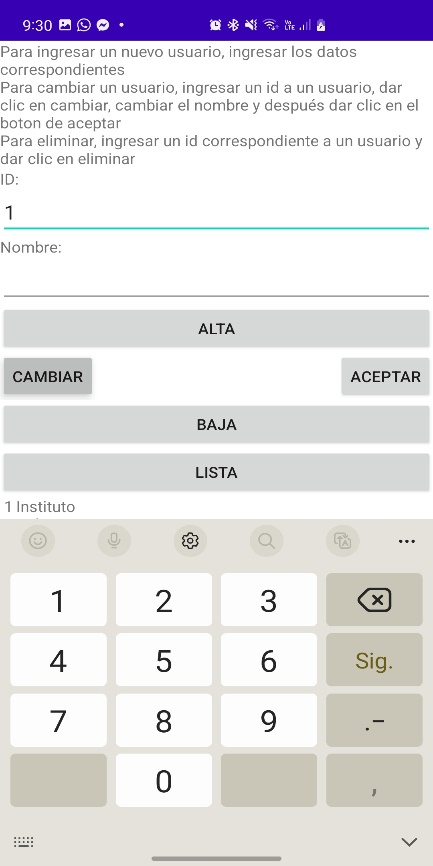 9:30
Vo
LTE
Para ingresar un nuevo usuario, ingresar los datos
correspondientes
Para cambiar un usuario, ingresar un id a un usuario, dar
clic en cambiar, cambiar el nombre y después dar clic en el
boton de aceptar
Para eliminar, ingresar un id correspondiente a un usuario y
dar clic en eliminar
ID:
1
Nombre:
ALTA
CAMBIAR ACEPTAR
BAJA
LISTA
1 Instituto
1 2 3
4 5 6 Sig.
7 8 9 .-
0 ,